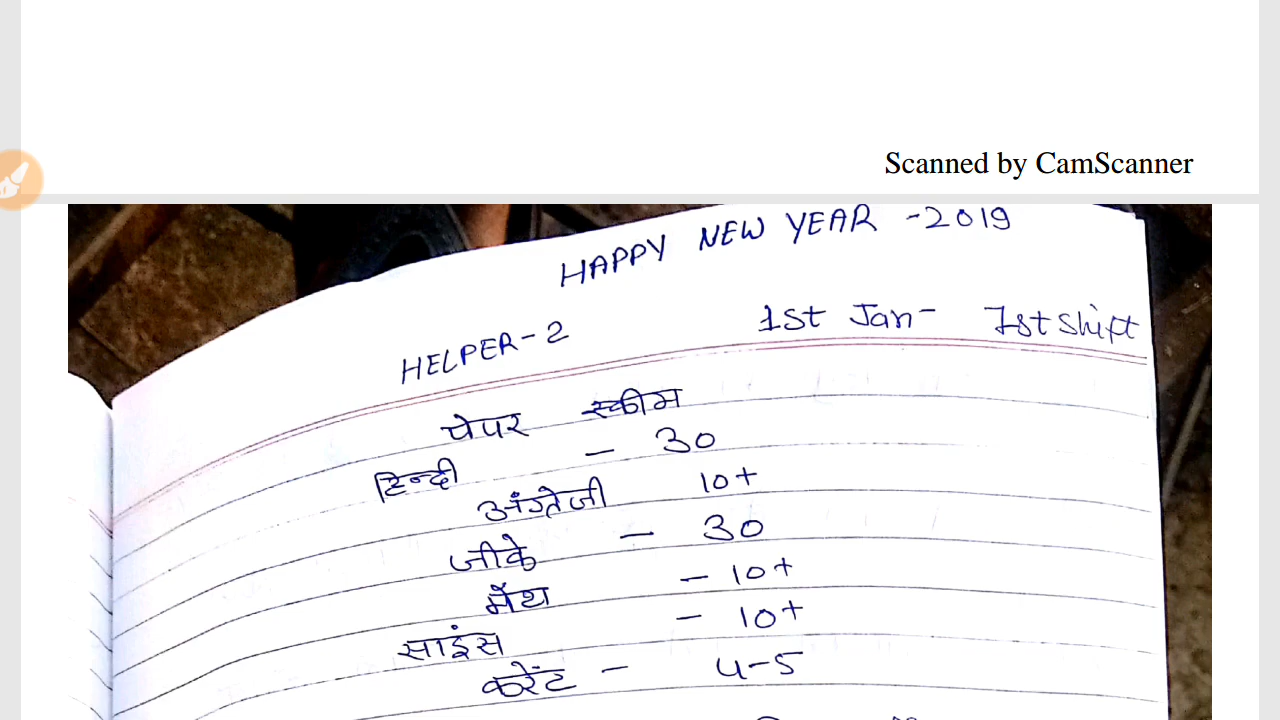 Scanned by CamScanner
HAPPY NEW YEAR -2019
HELPER-2 1st Jan- 1st shift
पेपर स्कीम
हिन्दी - 30
अंग्रेजी 10+
जीके - 30
मैथ - 10+
साइंस - 10+
करेंट - 4-5